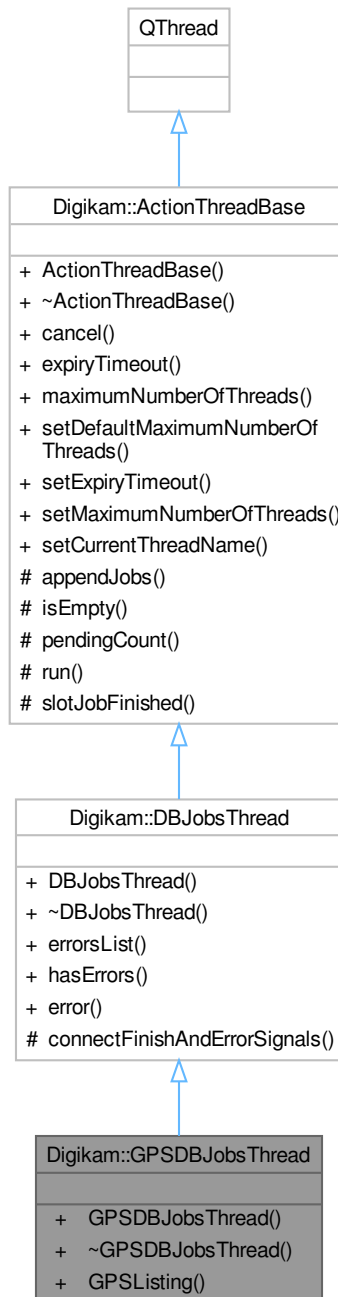 QThread
Digikam::ActionThreadBase
+ ActionThreadBase()
+ ~ActionThreadBase()
+ cancel()
+ expiryTimeout()
+ maximumNumberOfThreads()
+ setDefaultMaximumNumberOf
Threads()
+ setExpiryTimeout()
+ setMaximumNumberOfThreads()
+ setCurrentThreadName()
# appendJobs()
# isEmpty()
# pendingCount()
# run()
# slotJobFinished()
Digikam::DBJobsThread
+ DBJobsThread()
+ ~DBJobsThread()
+ errorsList()
+ hasErrors()
+ error()
# connectFinishAndErrorSignals()
Digikam::GPSDBJobsThread
+ GPSDBJobsThread()
+ ~GPSDBJobsThread()
+ GPSListing()